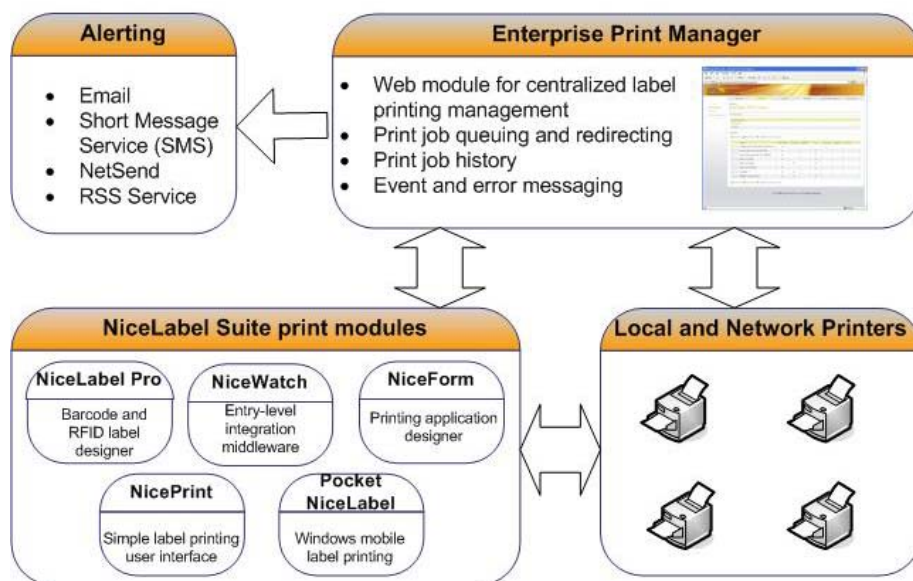 Alerting
• Email
• Short Message
Service (SMS)
• NetSend
• RSS Service
Enterprise Print Manager
• Web module for centralized label
printing management
• Print job queuing and redirecting
• Print job history
• Event and error messaging
NiceLabel Suite print modules
NiceLabel Pro
Barcode and
RFID label
designer
NiceWatch
Entry-level
integration
middleware
NiceForm
Printing application
designer
NicePrint
Simple label printing
user interface
Pocket
NiceLabel
Windows mobile
label printing
Local and Network Printers